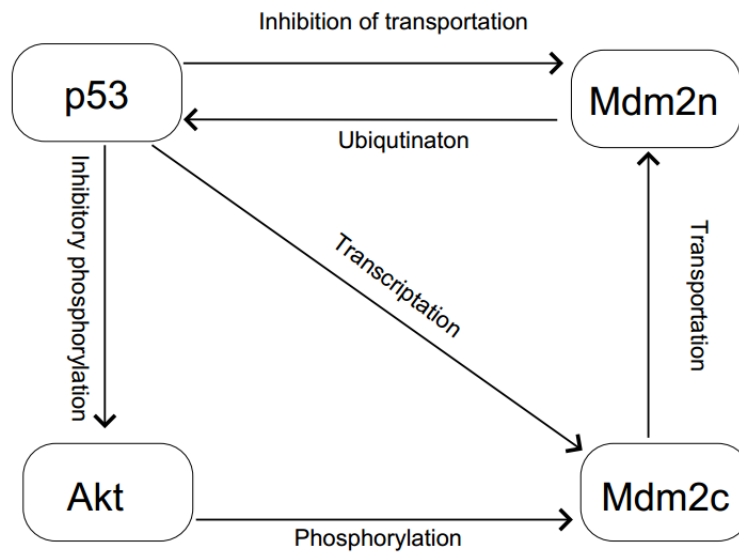 Inhibition of transportation
p53
Mdm2n
Ubiqutinaton
Inhibitory phosphorylation
Transcriptation
Transportation
Akt
Mdm2c
Phosphorylation